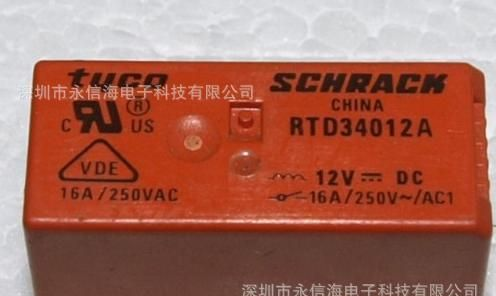 tyco SCHRACK
深圳市永信海电子科技有限公司
CHINA
C UR ® US
RTD34012A
VDE
12V DC
16A/250VAC
16A/250V~/AC1
深圳市永信海电子科技有限公司